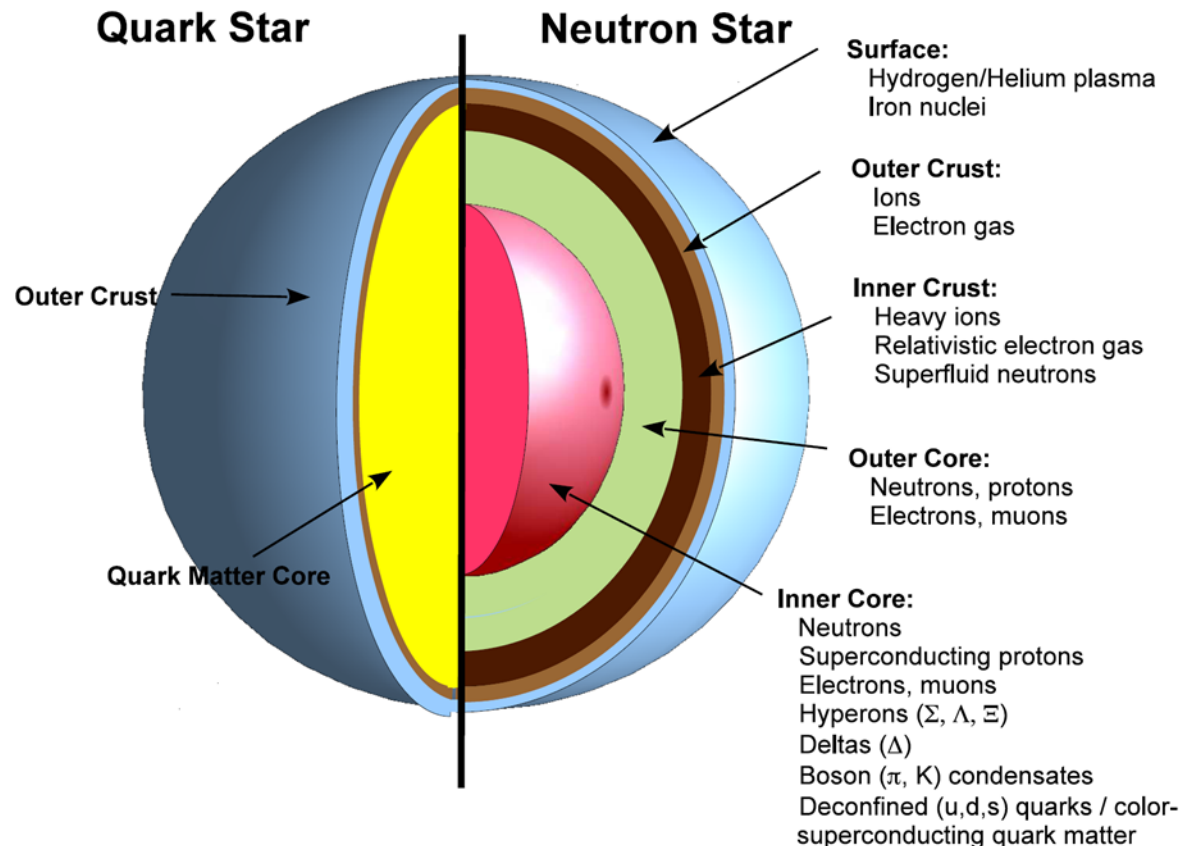 Quark Star
Neutron Star
Outer Crust
Quark Matter Core
Surface:
Hydrogen/Helium plasma
Iron nuclei
Outer Crust:
Ions
Electron gas
Inner Crust:
Heavy ions
Relativistic electron gas
Superfluid neutrons
Outer Core:
Neutrons, protons
Electrons, muons
Inner Core:
Neutrons
Superconducting protons
Electrons, muons
Hyperons (Σ, Λ, Ξ)
Deltas (Δ)
Boson (π, K) condensates
Deconfined (u,d,s) quarks / color-
superconducting quark matter